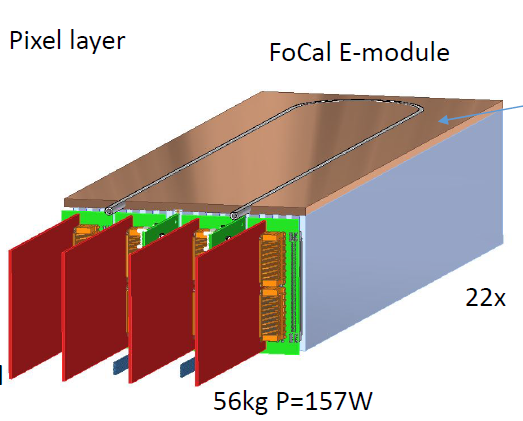 Pixel layer
FoCal E-module
22x
56kg P=157W